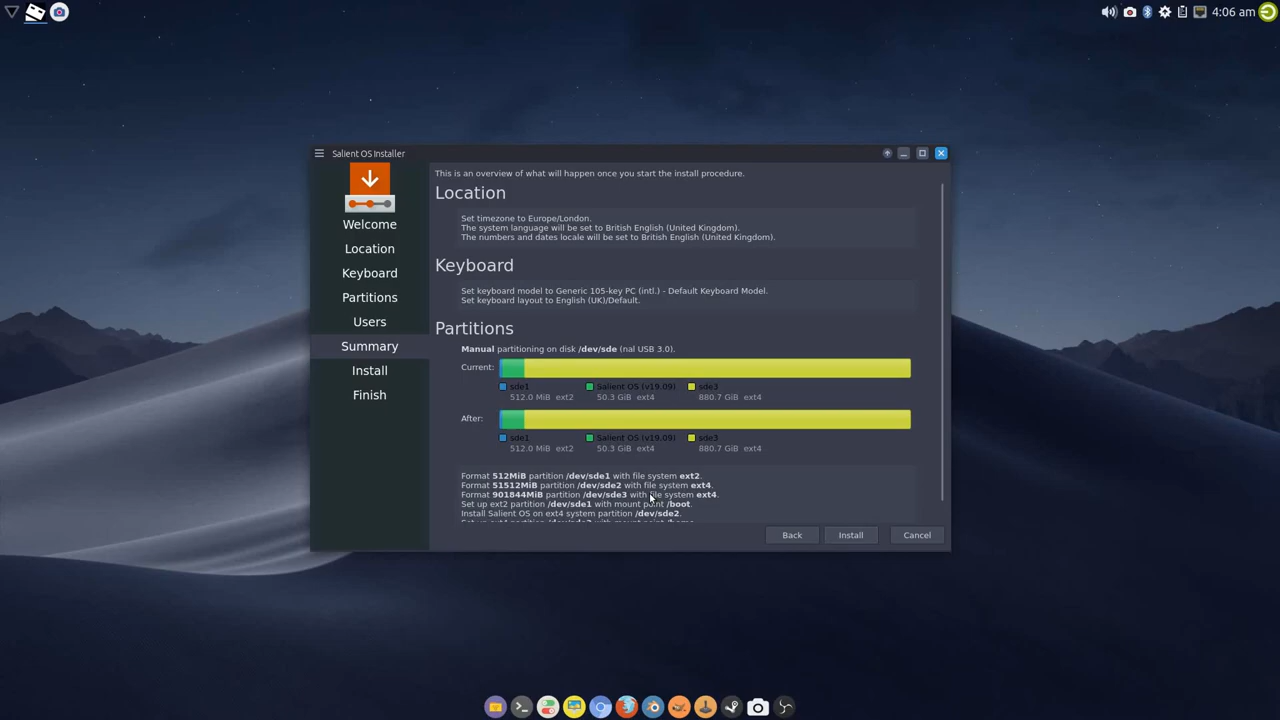 4:06 am
Salient OS Installer
Welcome
Location
Keyboard
Partitions
Users
Summary
Install
Finish
This is an overview of what will happen once you start the install procedure.
Location
Set timezone to Europe/London.
The system language will be set to British English (United Kingdom).
The numbers and dates locale will be set to British English (United Kingdom).
Keyboard
Set keyboard model to Generic 105-key PC (intl.) - Default Keyboard Model.
Set keyboard layout to English (UK)/Default.
Partitions
Manual partitioning on disk /dev/sde (nal USB 3.0).
Current:
sde1 Salient OS (v19.09) sde3
512.0 MiB ext2 50.3 GiB ext4 880.7 GiB ext4
After:
sde1 Salient OS (v19.09) sde3
512.0 MiB ext2 50.3 GiB ext4 880.7 GiB ext4
Format 512MiB partition /dev/sde1 with file system ext2.
Format 51512MiB partition /dev/sde2 with file system ext4.
Format 901844MiB partition /dev/sde3 with file system ext4.
Set up ext2 partition /dev/sde1 with mount point /boot.
Install Salient OS on ext4 system partition /dev/sde2.
Back Install Cancel